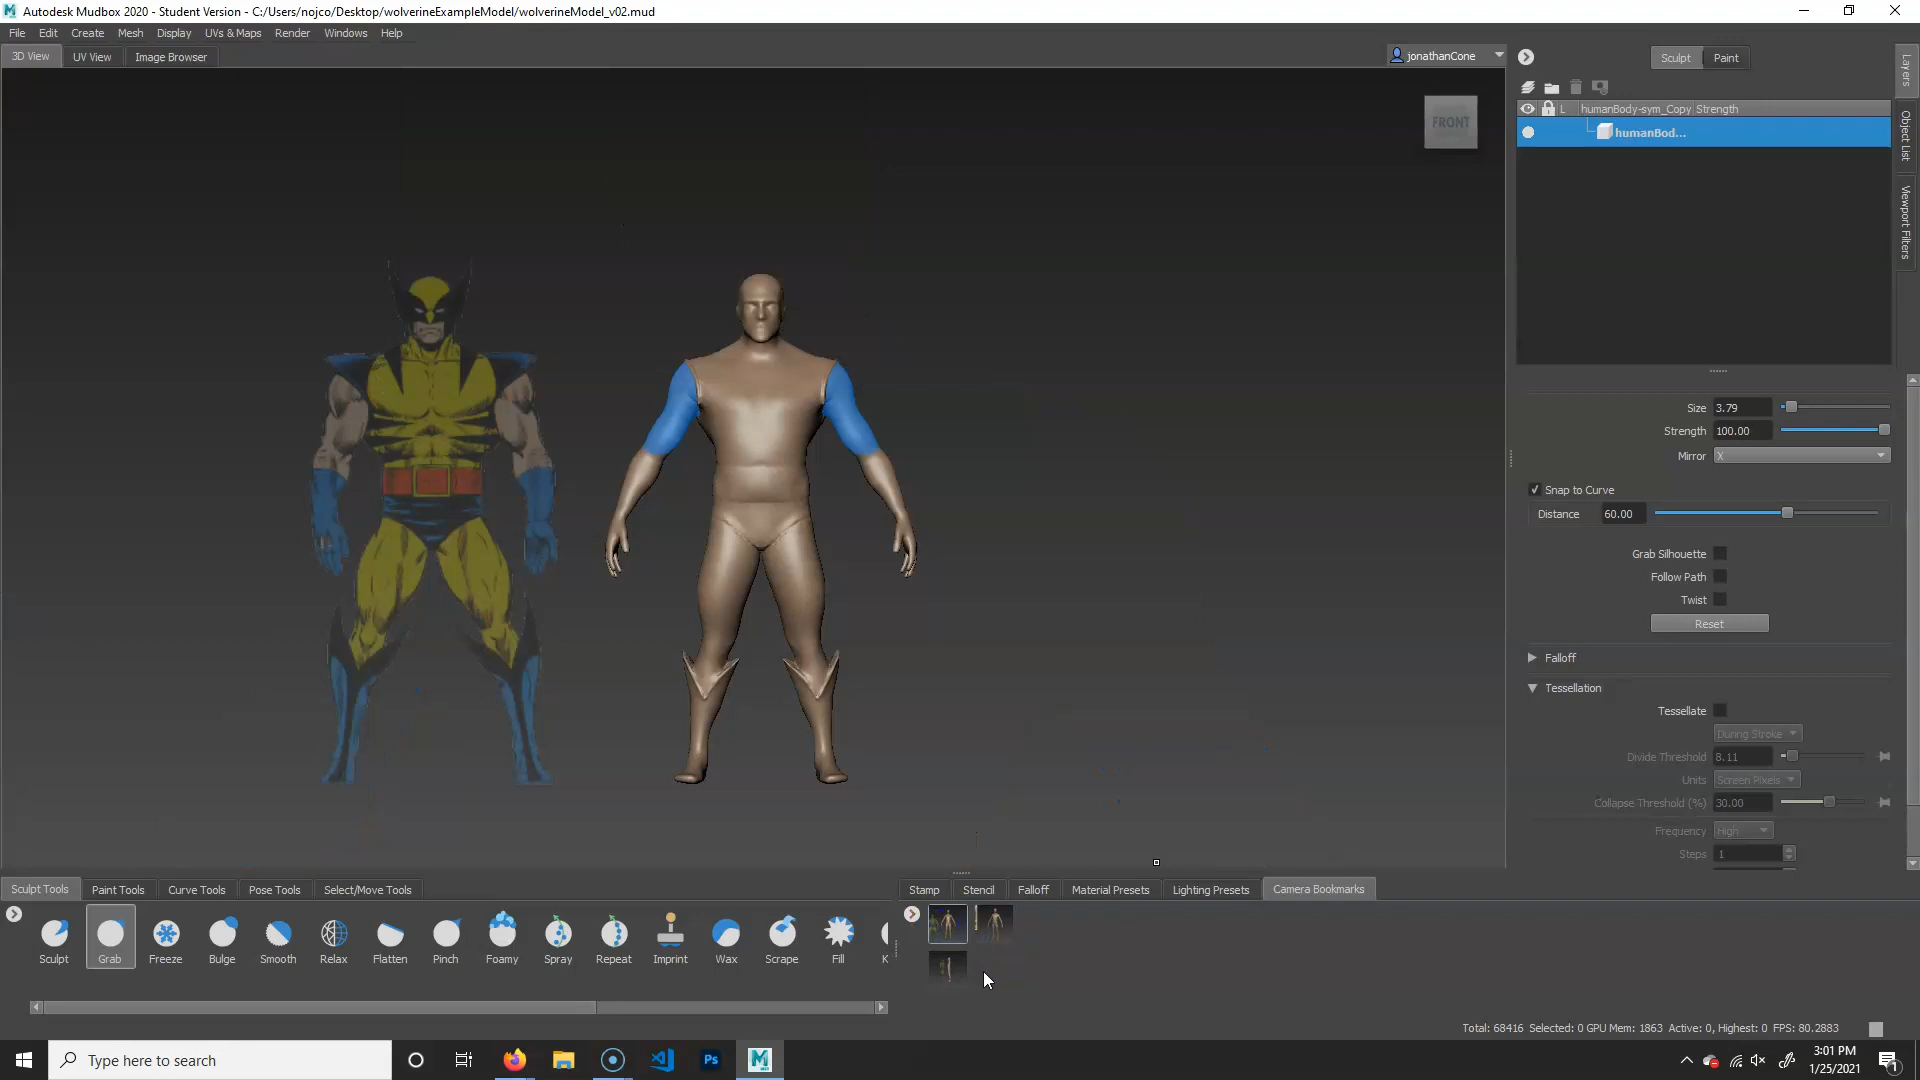 Autodesk Mudbox 2020 - Student Version - C:/Users/nojco/Desktop/wolverineExampleModel/wolverineModel_v02.mud
File Edit Create Mesh Display UVs & Maps Render Windows Help
3D View UV View Image Browser
jonathanCone
Sculpt Paint
FRONT
L humanBody-sym_Copy Strength
humanBod...
Layers
Object List
Viewport Filters
Size 3.79
Strength 100.00
Mirror X
Snap to Curve
Distance 60.00
Grab Silhouette
Follow Path
Twist
Reset
Falloff
Tessellation
Tessellate
During Stroke
Divide Threshold 8.11
Units Screen Pixels
Collapse Threshold (%) 30.00
Frequency High
Steps 1
Sculpt Tools Paint Tools Curve Tools Pose Tools Select/Move Tools
Stamp Stencil Falloff Material Presets Lighting Presets Camera Bookmarks
Sculpt Grab Freeze Bulge Smooth Relax Flatten Pinch Foamy Spray Repeat Imprint Wax Scrape Fill K
Total: 68416 Selected: 0 GPU Mem: 1863 Active: 0, Highest: 0 FPS: 80.2883
Type here to search
Ps
M
3:01 PM
1/25/2021
1